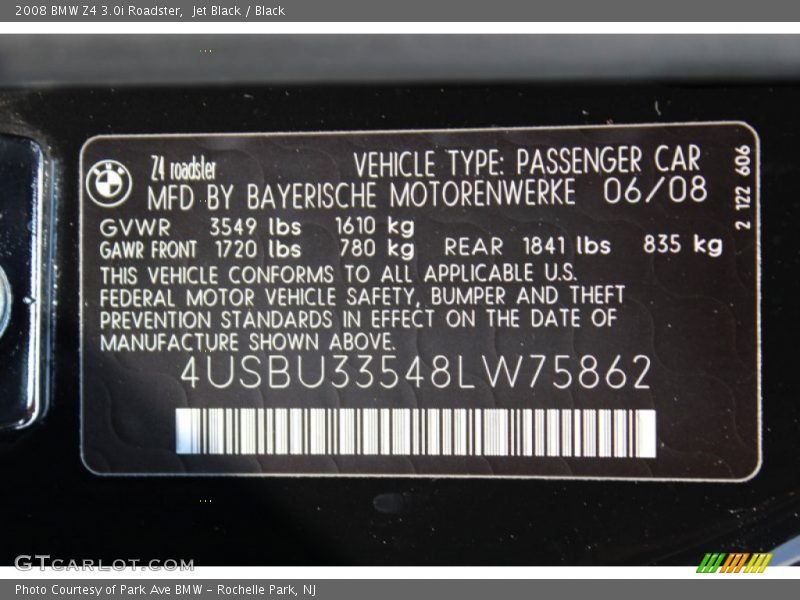 2008 BMW Z4 3.0i Roadster, Jet Black / Black
BMW
Z4 roadster
VEHICLE TYPE: PASSENGER CAR
MFD BY BAYERISCHE MOTORENWERKE 06/08
2 122 606
GVWR 3549 lbs 1610 kg
GAWR FRONT 1720 lbs 780 kg REAR 1841 lbs 835 kg
THIS VEHICLE CONFORMS TO ALL APPLICABLE U.S.
FEDERAL MOTOR VEHICLE SAFETY, BUMPER AND THEFT
PREVENTION STANDARDS IN EFFECT ON THE DATE OF
MANUFACTURE SHOWN ABOVE.
4USBU33548LW75862
GTCARLOT.COM
Photo Courtesy of Park Ave BMW - Rochelle Park, NJ